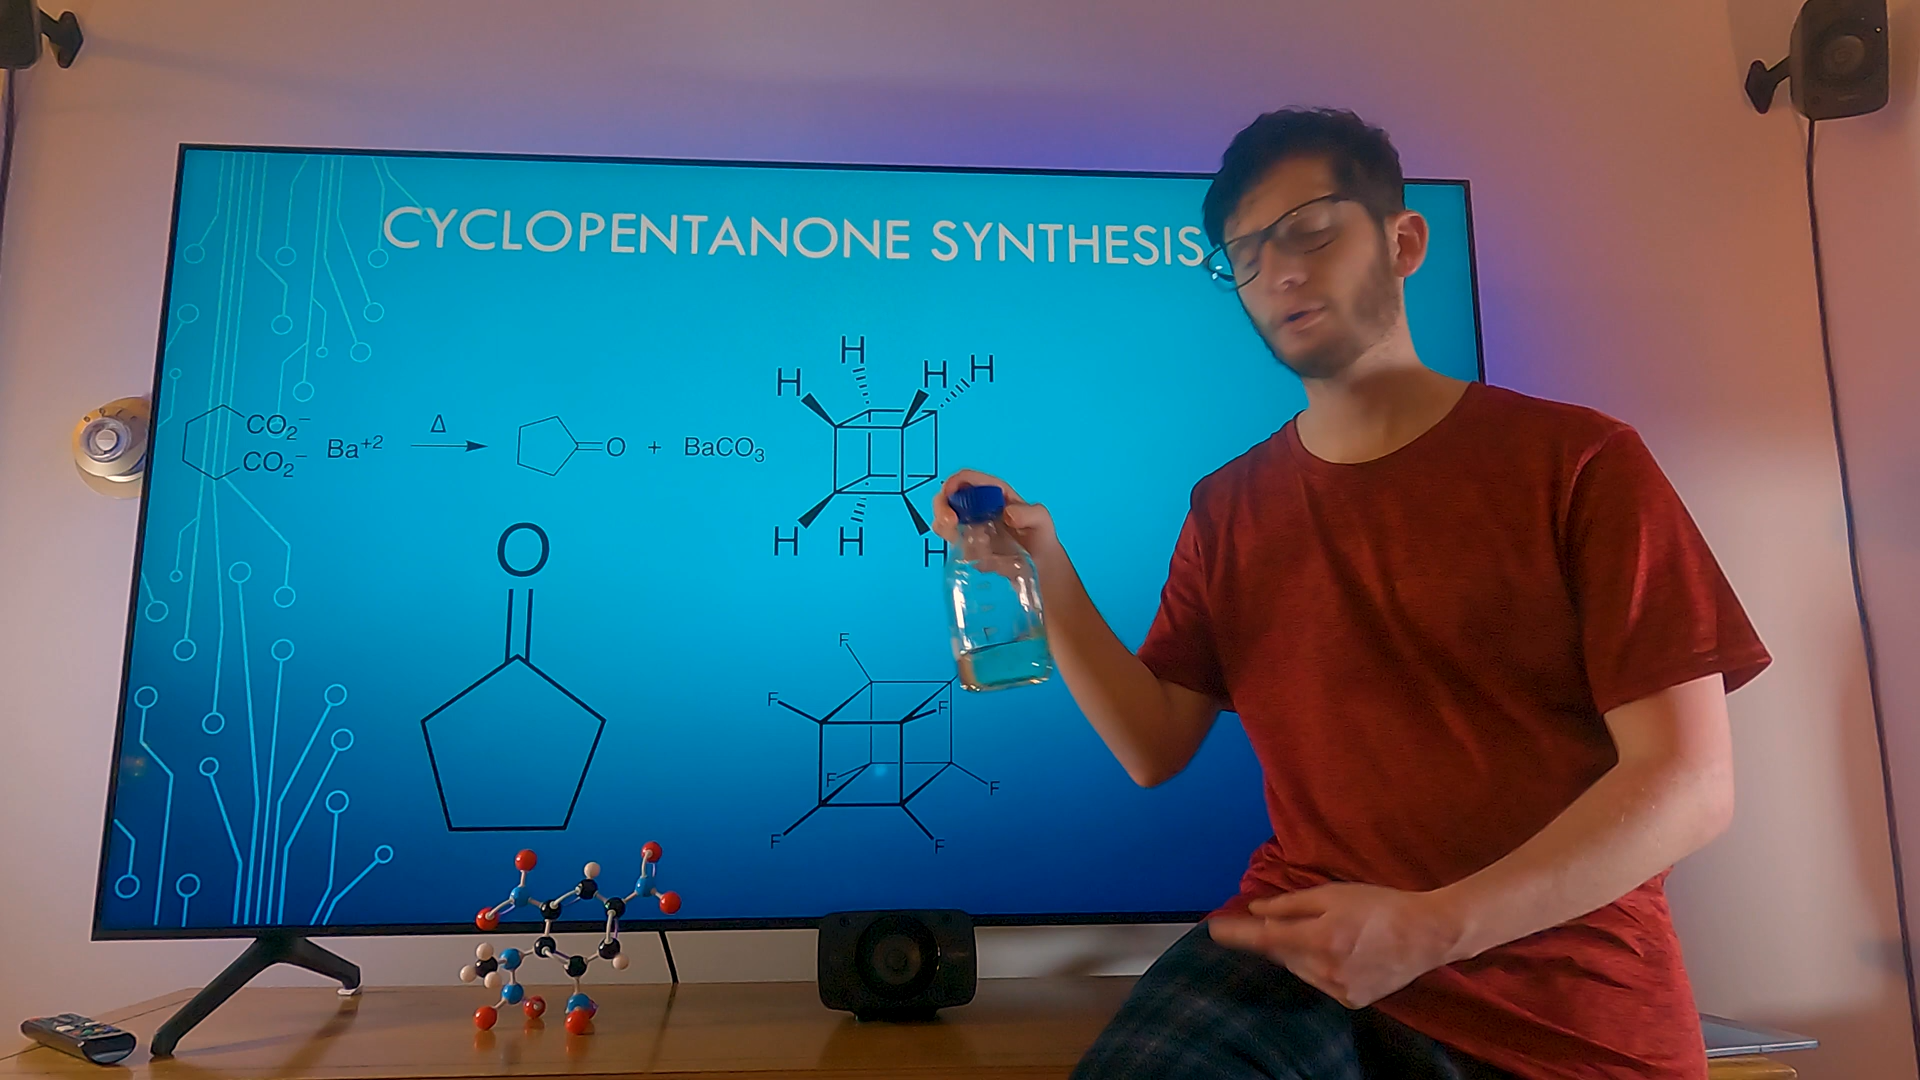 CYCLOPENTANONE SYNTHESIS
CO₂⁻
CO₂⁻
Ba⁺²
Δ
O + BaCO₃
H
H
H
H
H
H
H
O
F
F
F
F
F
F
F